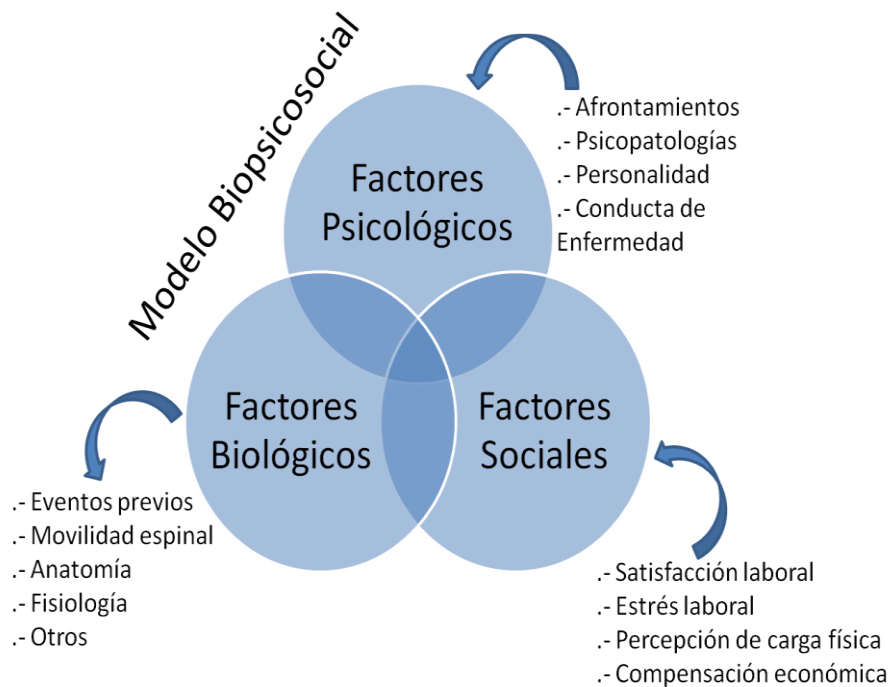 Modelo Biopsicosocial
Factores
Psicológicos
.- Afrontamientos
.- Psicopatologías
.- Personalidad
.- Conducta de
Enfermedad
Factores
Biológicos
.- Eventos previos
.- Movilidad espinal
.- Anatomía
.- Fisiología
.- Otros
Factores
Sociales
.- Satisfacción laboral
.- Estrés laboral
.- Percepción de carga física
.- Compensación económica